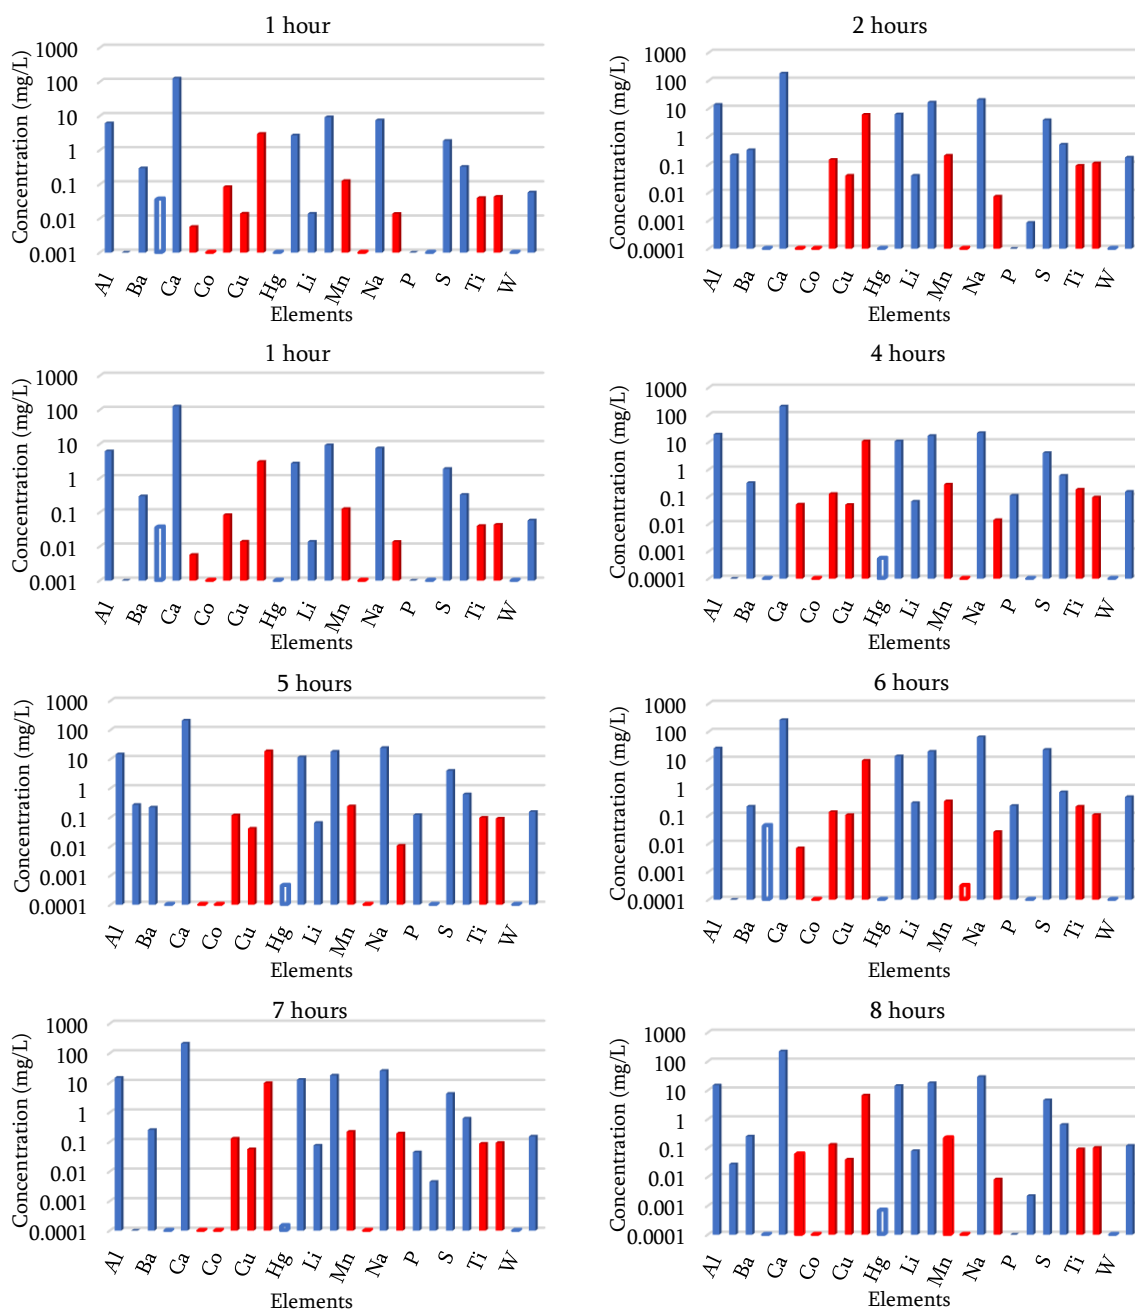 1 hour
Concentration (mg/L)
1000
100
10
1
0.1
0.01
0.001
Al Ba Ca Co Cu Hg Li Mn Na P S Ti W
Elements
2 hours
Concentration (mg/L)
1000
100
10
1
0.1
0.01
0.001
0.0001
Al Ba Ca Co Cu Hg Li Mn Na P S Ti W
Elements
1 hour
Concentration (mg/L)
1000
100
10
1
0.1
0.01
0.001
Al Ba Ca Co Cu Hg Li Mn Na P S Ti W
Elements
4 hours
Concentration (mg/L)
1000
100
10
1
0.1
0.01
0.001
0.0001
Al Ba Ca Co Cu Hg Li Mn Na P S Ti W
Elements
5 hours
Concentration (mg/L)
1000
100
10
1
0.1
0.01
0.001
0.0001
Al Ba Ca Co Cu Hg Li Mn Na P S Ti W
Elements
6 hours
Concentration (mg/L)
1000
100
10
1
0.1
0.01
0.001
0.0001
Al Ba Ca Co Cu Hg Li Mn Na P S Ti W
Elements
7 hours
Concentration (mg/L)
1000
100
10
1
0.1
0.01
0.001
0.0001
Al Ba Ca Co Cu Hg Li Mn Na P S Ti W
Elements
8 hours
Concentration (mg/L)
1000
100
10
1
0.1
0.01
0.001
0.0001
Al Ba Ca Co Cu Hg Li Mn Na P S Ti W
Elements